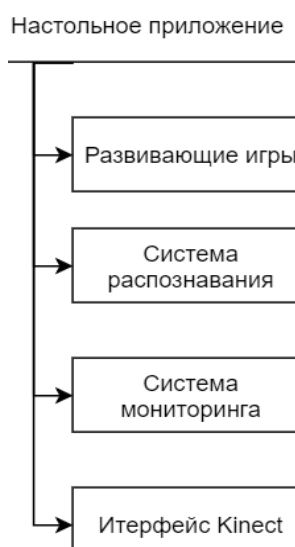 Настольное приложение
Развивающие игры
Система
распознавания
Система
мониторинга
Итерфейс Kinect